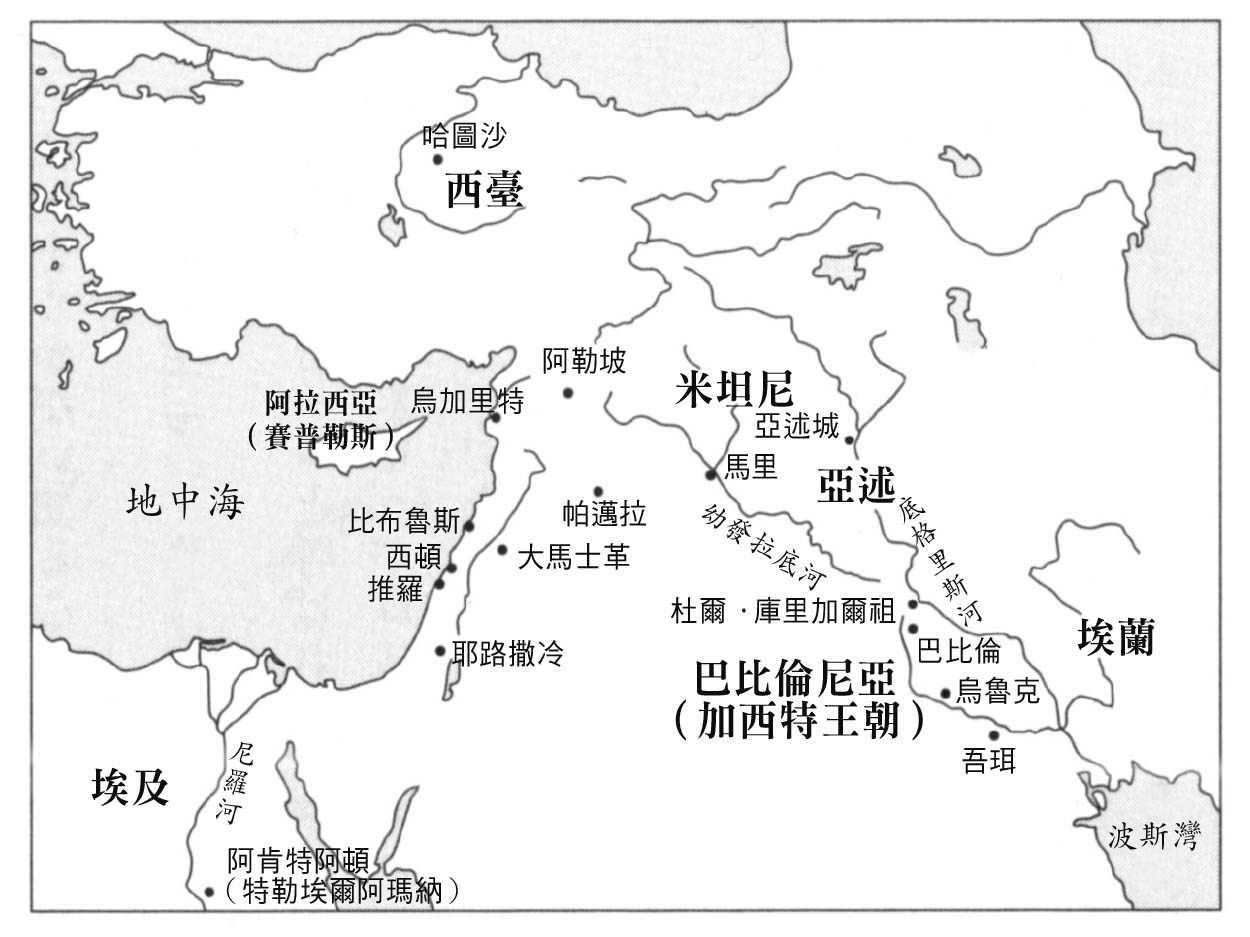 哈圖沙
西臺
阿勒坡
米坦尼
阿拉西亞
（賽普勒斯）
烏加里特
亞述城
馬里
亞述
地中海
帕邁拉
比布魯斯
幼發拉底河
底格里斯河
西頓
大馬士革
推羅
杜爾·庫里加爾祖
埃蘭
耶路撒冷
巴比倫
巴比倫尼亞
（加西特王朝）
烏魯克
吾珥
埃及
尼羅河
波斯灣
阿肯特阿頓
（特勒埃爾阿瑪納）